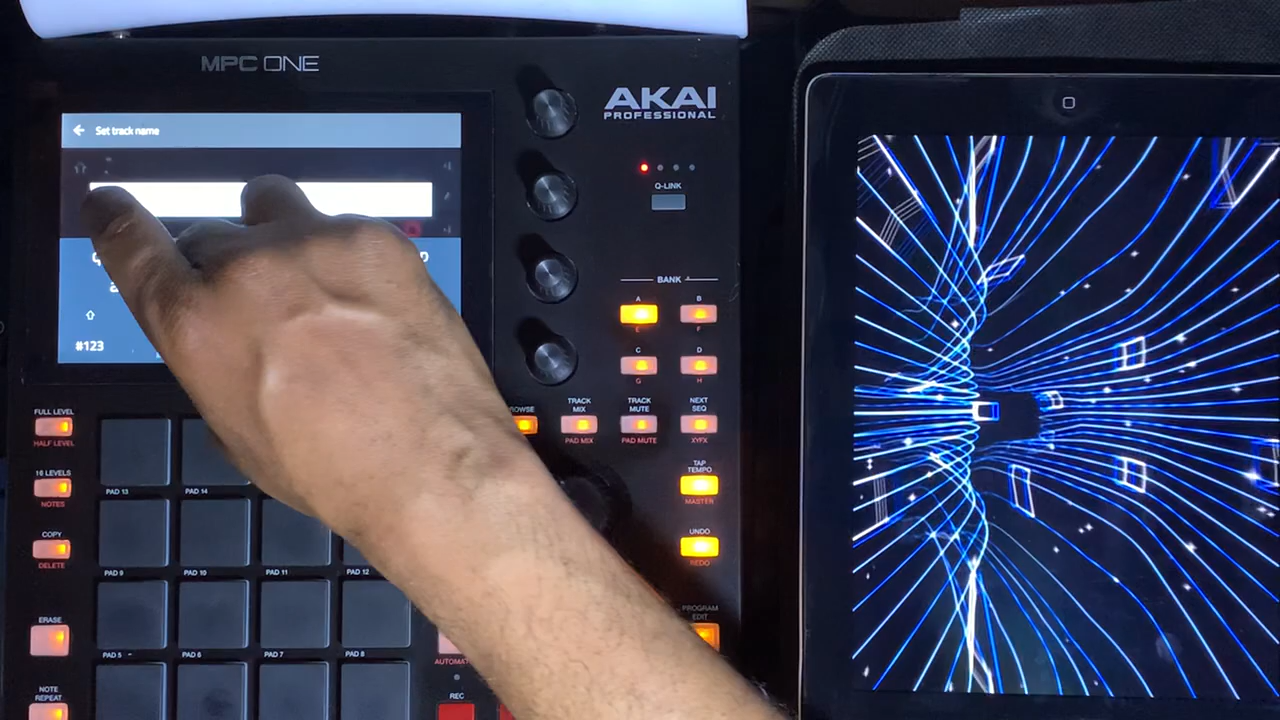 MPC ONE
AKAI
PROFESSIONAL
Set track name
Q-LINK
#123
BANK
A
B
E
F
C
D
G
H
FULL LEVEL
HALF LEVEL
TRACK MIX
TRACK MUTE
NEXT SEQ
PAD MIX
PAD MUTE
XYFX
16 LEVELS
NOTES
PAD 13
PAD 14
TAP TEMPO
MASTER
COPY
DELETE
UNDO
REDO
PAD 9
PAD 10
PAD 11
PAD 12
ERASE
PROGRAM EDIT
PAD 5
PAD 6
PAD 7
PAD 8
NOTE REPEAT
REC